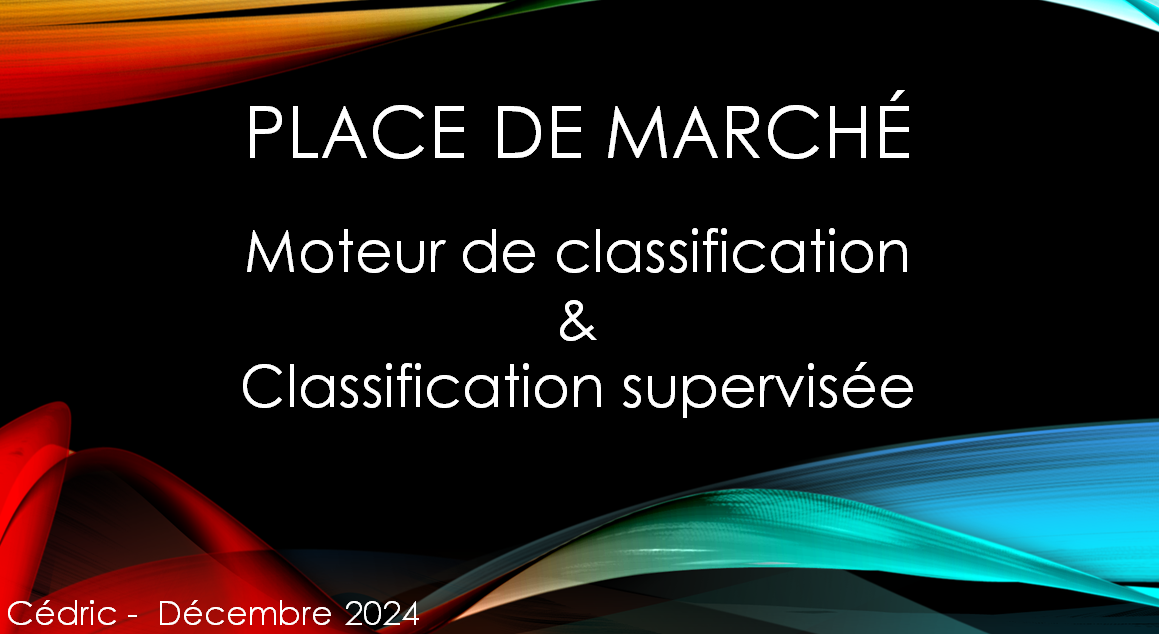 PLACE DE MARCHÉ
Moteur de classification
&
Classification supervisée
Cédric - Décembre 2024